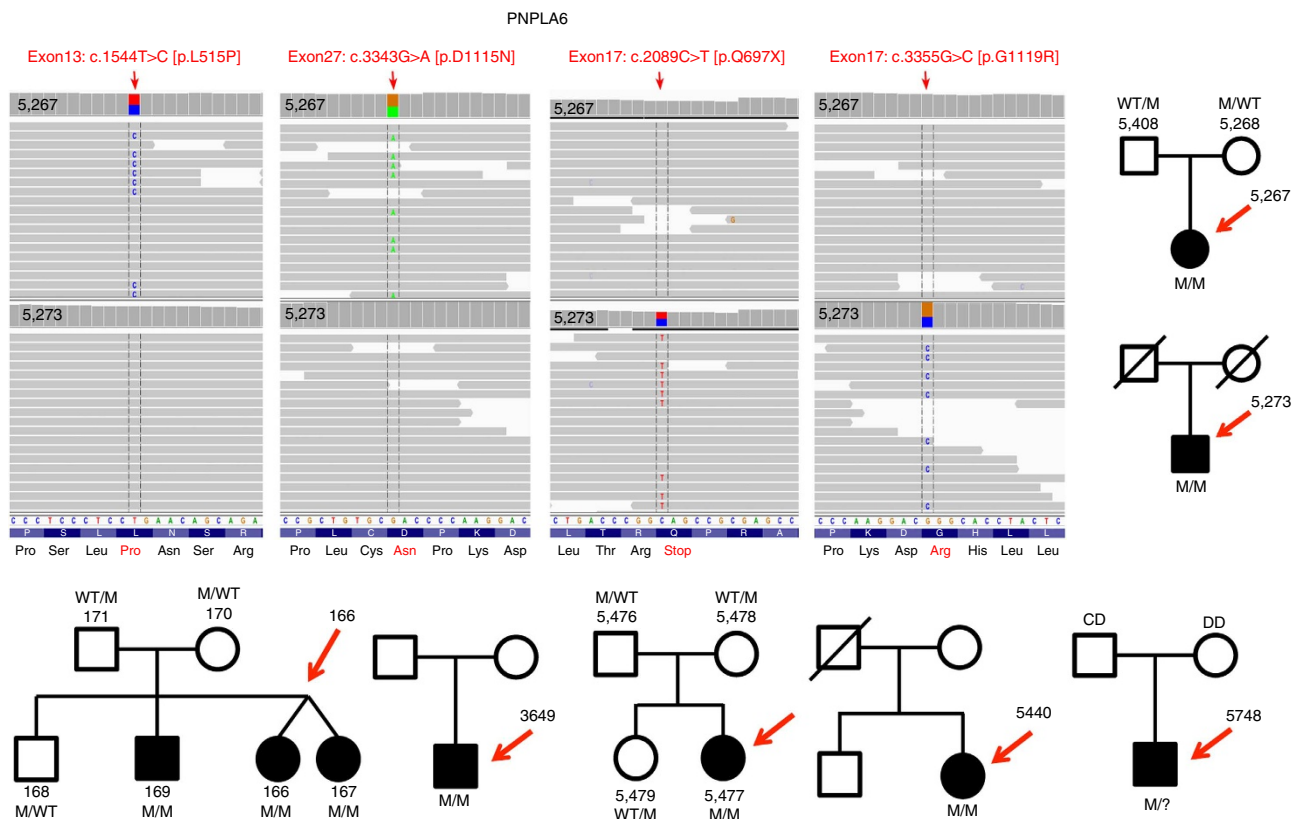 PNPLA6
Exon13: c.1544T>C [p.L515P]
Exon27: c.3343G>A [p.D1115N]
Exon17: c.2089C>T [p.Q697X]
Exon17: c.3355G>C [p.G1119R]
5,267
5,267
5,267
5,267
C
C
C
C
C
C
C
C
A
A
A
A
A
A
A
A
G
C
5,273
5,273
5,273
5,273
T
T
T
T
T
T
T
T
C
C
C
C
C
C
C
C C C T C C C T C C T G A A C A G C A G A
C C G C T G T G C G A C C C C A A G G A C
C T G A C C C G G C A G C C G C G A G C C
C C C A A G G A C G G G C A C C T A C T C
P S L L N S R
P L C D P K D
L T R Q P R A
P K D G H L L
Pro Ser Leu Pro Asn Ser Arg
Pro Leu Cys Asn Pro Lys Asp
Leu Thr Arg Stop
Pro Lys Asp Arg His Leu Leu
WT/M M/WT
5,408 5,268
5,267
M/M
5,273
M/M
WT/M M/WT
171 170
166
168 169 166 167
M/WT M/M M/M M/M
3649
M/M
M/WT WT/M
5,476 5,478
5,479 5,477
WT/M M/M
5440
M/M
CD DD
5748
M/?